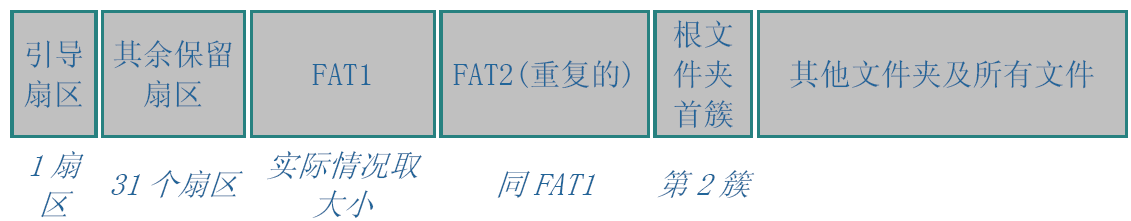 引导
扇区
其余保留
扇区
FAT1
FAT2(重复的)
根文
件夹
首簇
其他文件夹及所有文件
1扇
区
31个扇区
实际情况取
大小
同FAT1
第2簇